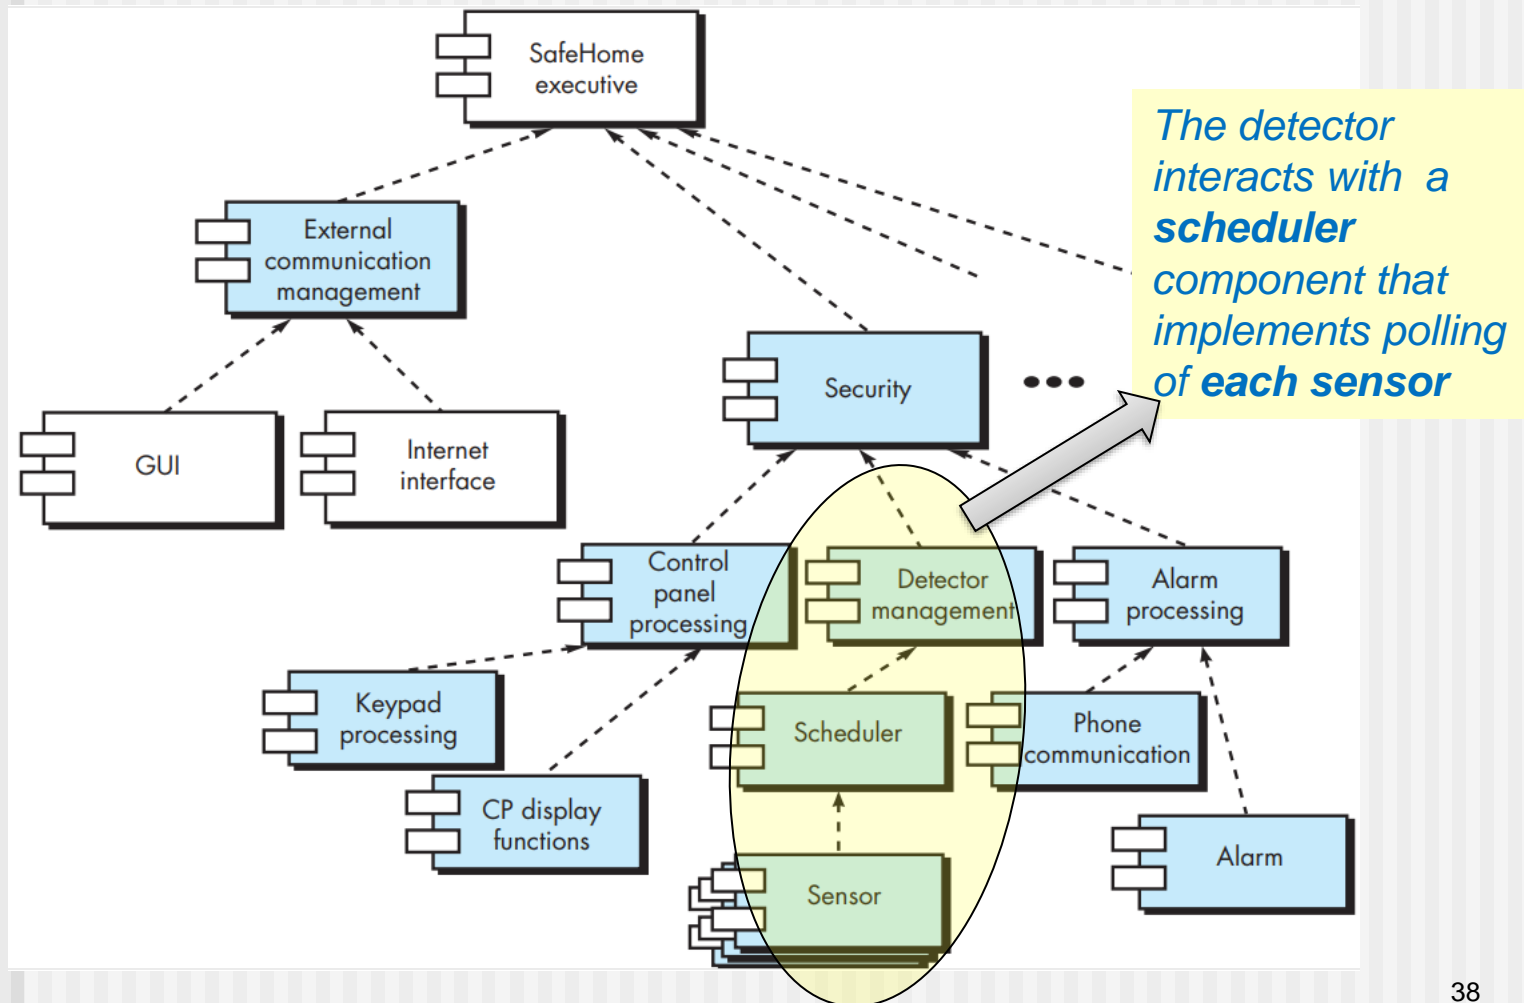 SafeHome
executive
The detector
interacts with a
scheduler
component that
implements polling
of each sensor
External
communication
management
Security
GUI
Internet
interface
Control
panel
processing
Detector
management
Alarm
processing
Keypad
processing
Scheduler
Phone
communication
CP display
functions
Sensor
Alarm
38